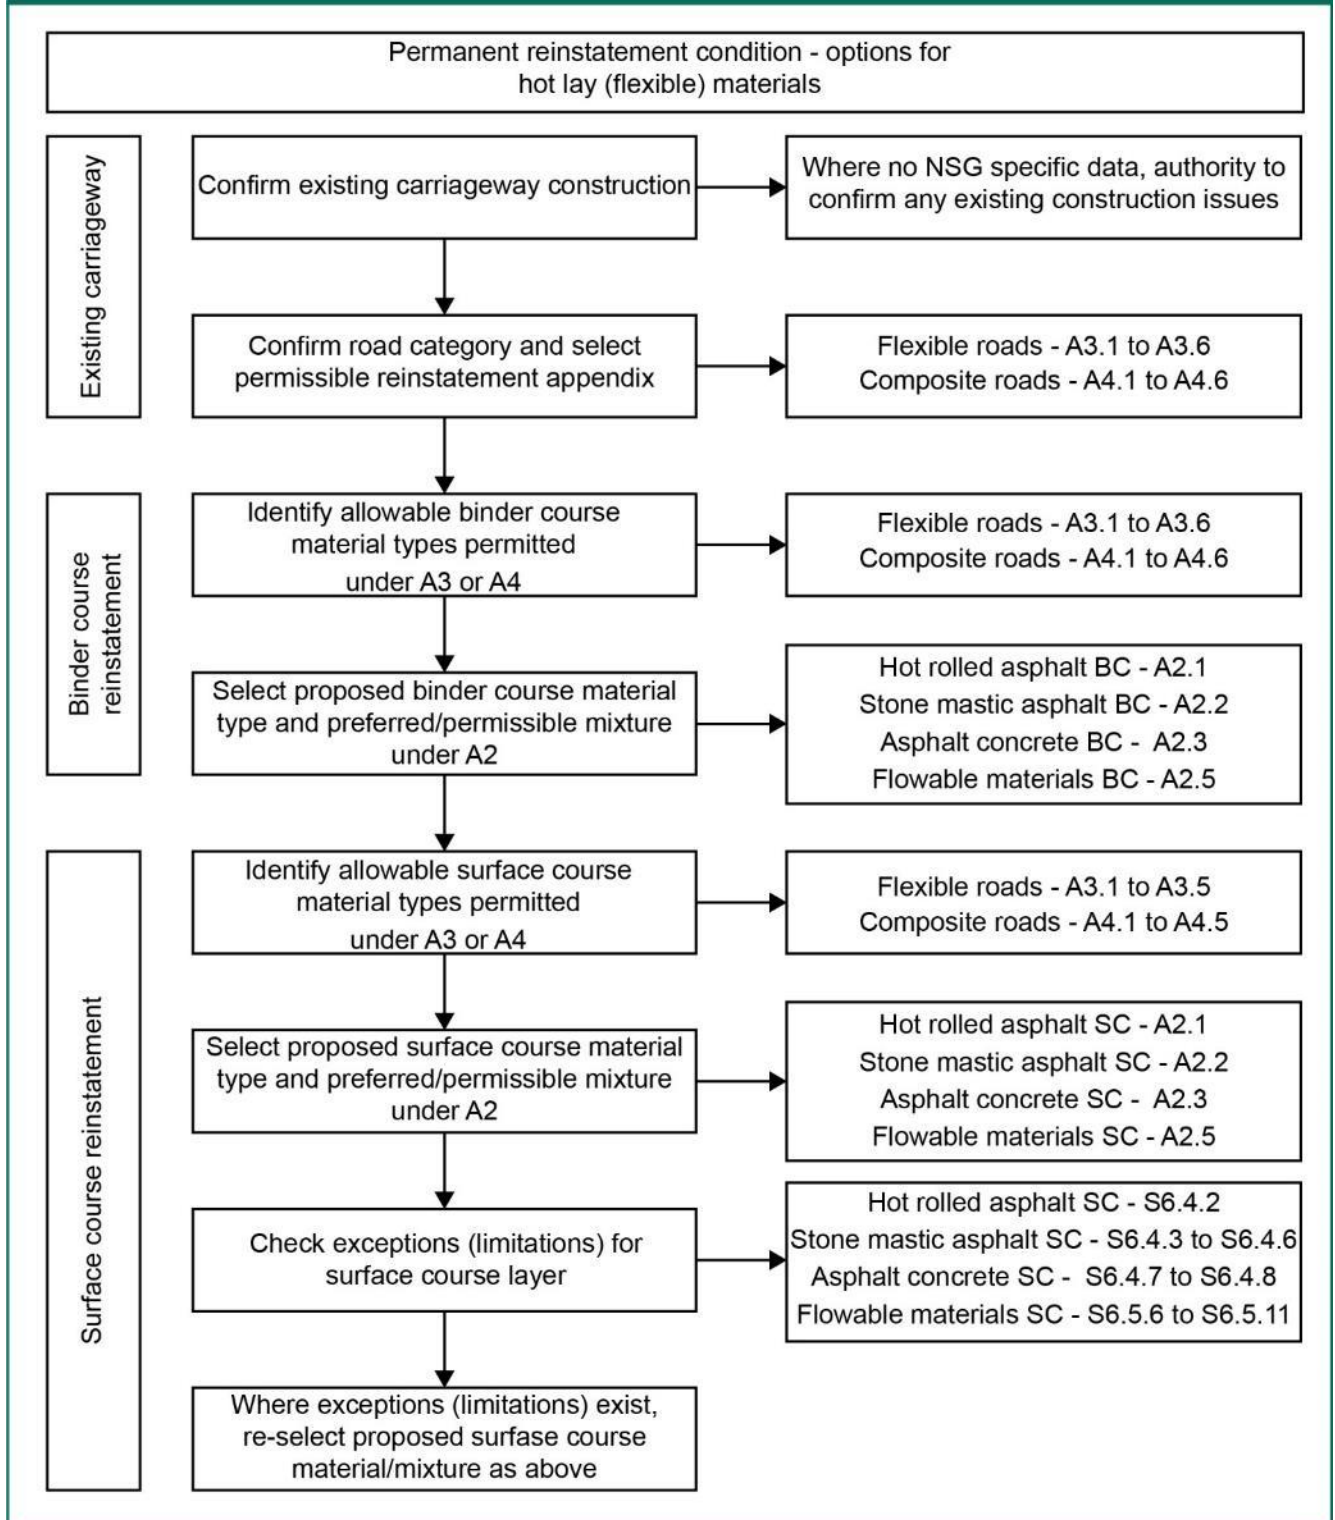 Permanent reinstatement condition - options for
hot lay (flexible) materials
Existing carriageway
Confirm existing carriageway construction
Where no NSG specific data, authority to
confirm any existing construction issues
Confirm road category and select
permissible reinstatement appendix
Flexible roads - A3.1 to A3.6
Composite roads - A4.1 to A4.6
Binder course
reinstatement
Identify allowable binder course
material types permitted
under A3 or A4
Flexible roads - A3.1 to A3.6
Composite roads - A4.1 to A4.6
Select proposed binder course material
type and preferred/permissible mixture
under A2
Hot rolled asphalt BC - A2.1
Stone mastic asphalt BC - A2.2
Asphalt concrete BC - A2.3
Flowable materials BC - A2.5
Surface course reinstatement
Identify allowable surface course
material types permitted
under A3 or A4
Flexible roads - A3.1 to A3.5
Composite roads - A4.1 to A4.5
Select proposed surface course material
type and preferred/permissible mixture
under A2
Hot rolled asphalt SC - A2.1
Stone mastic asphalt SC - A2.2
Asphalt concrete SC - A2.3
Flowable materials SC - A2.5
Check exceptions (limitations) for
surface course layer
Hot rolled asphalt SC - S6.4.2
Stone mastic asphalt SC - S6.4.3 to S6.4.6
Asphalt concrete SC - S6.4.7 to S6.4.8
Flowable materials SC - S6.5.6 to S6.5.11
Where exceptions (limitations) exist,
re-select proposed surfase course
material/mixture as above